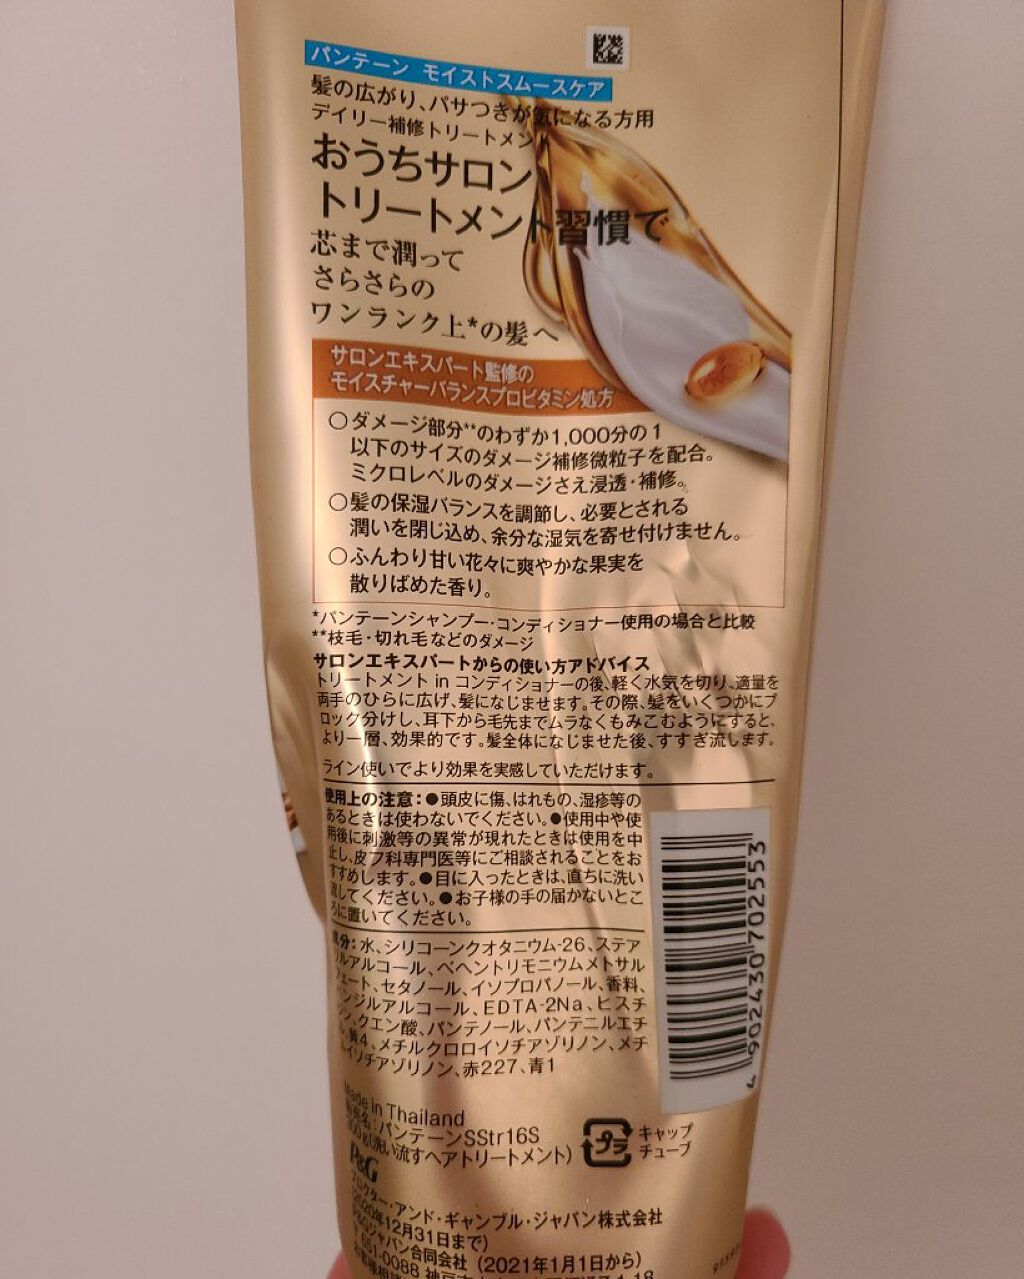 パンテーン モイストスムースケア
髪の広がり、パサつきが気になる方用
デイリー補修トリートメント
おうちサロン
トリートメント習慣で
芯まで潤って
さらさらの
ワンランク上*の髪へ
サロンエキスパート監修の
モイスチャーバランスプロビタミン処方
○ダメージ部分**のわずか1,000分の1
以下のサイズのダメージ補修微粒子を配合。
ミクロレベルのダメージさえ浸透・補修。
○髪の保湿バランスを調節し、必要とされる
潤いを閉じ込め、余分な湿気を寄せ付けません。
○ふんわり甘い花々に爽やかな果実を
散りばめた香り。
*パンテーンシャンプー・コンディショナー使用の場合と比較
**枝毛・切れ毛などのダメージ
サロンエキスパートからの使い方アドバイス
トリートメント in コンディショナーの後、軽く水気を切り、適量を
両手のひらに広げ、髪になじませます。その際、髪をいくつかにブ
ロック分けし、耳下から毛先までムラなくもみこむようにすると、
より一層、効果的です。髪全体になじませた後、すすぎ流します。
ライン使いでより効果を実感していただけます。
使用上の注意:●頭皮に傷、はれもの、湿疹等の
あるときは使わないでください。●使用中や使
用後に刺激等の異常が現れたときは使用を中
止し、皮フ科専門医等にご相談されることをお
すすめします。●目に入ったときは、直ちに洗い
流してください。●お子様の手の届かないとこ
ろに置いてください。
成分:水、シリコーンクオタニウム-26、ステア
リルアルコール、ベヘントリモニウムメトサル
フェート、セタノール、イソプロパノール、香料、
ベンジルアルコール、EDTA-2Na、ヒスチ
ジン、クエン酸、パンテノール、パンテニルエチ
ル、黄4、メチルクロロイソチアゾリノン、メチ
ルイソチアゾリノン、赤227、青1
4902430702553
Made in Thailand
販売名:パンテーンSStr16S
300g(洗い流すヘアトリートメント)
プラ
キャップ
チューブ
P&G
プロクター・アンド・ギャンブル・ジャパン株式会社
(2020年12月31日まで)
P&Gジャパン合同会社 (2021年1月1日から)
〒651-0088 神戸市